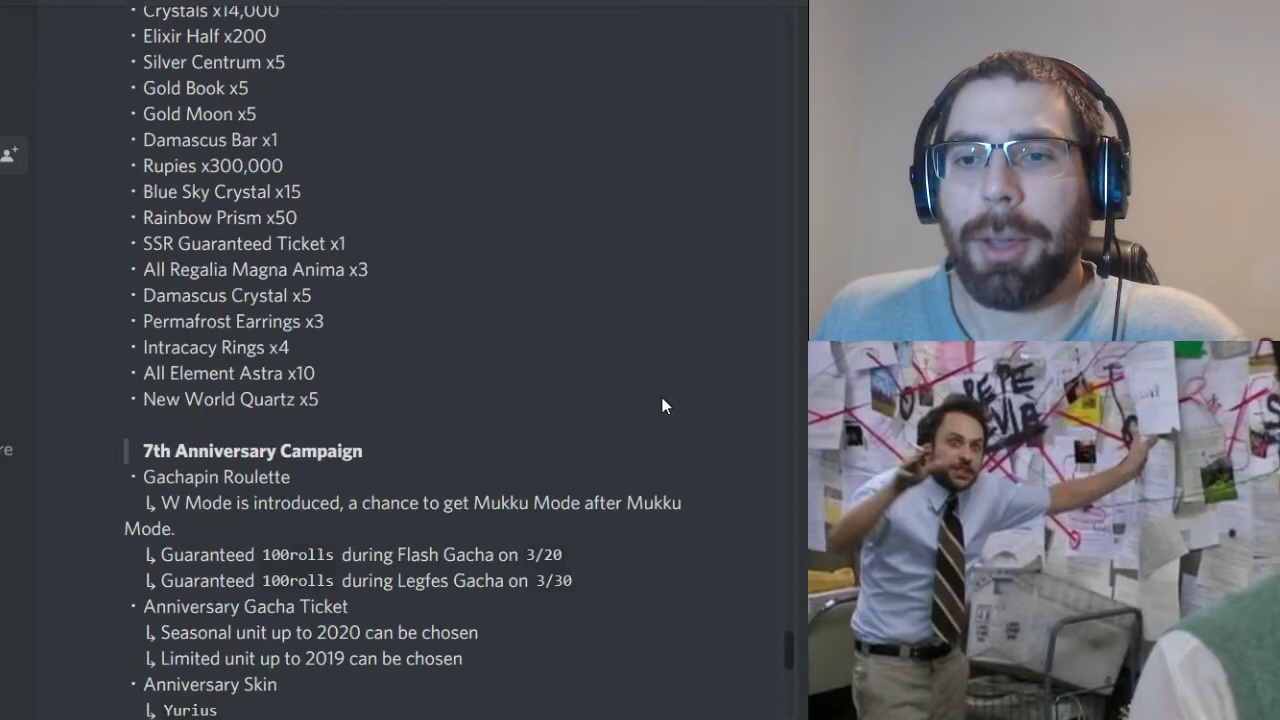 Crystals x14,000
· Elixir Half x200
· Silver Centrum x5
· Gold Book x5
· Gold Moon x5
· Damascus Bar x1
· Rupies x300,000
· Blue Sky Crystal x15
· Rainbow Prism x50
· SSR Guaranteed Ticket x1
· All Regalia Magna Anima x3
· Damascus Crystal x5
· Permafrost Earrings x3
· Intracacy Rings x4
· All Element Astra x10
· New World Quartz x5
7th Anniversary Campaign
· Gachapin Roulette
↳ W Mode is introduced, a chance to get Mukku Mode after Mukku
Mode.
↳ Guaranteed 100rolls during Flash Gacha on 3/20
↳ Guaranteed 100rolls during Legfes Gacha on 3/30
· Anniversary Gacha Ticket
↳ Seasonal unit up to 2020 can be chosen
↳ Limited unit up to 2019 can be chosen
· Anniversary Skin
↳ Yurius
re
PEPE
SILVIA